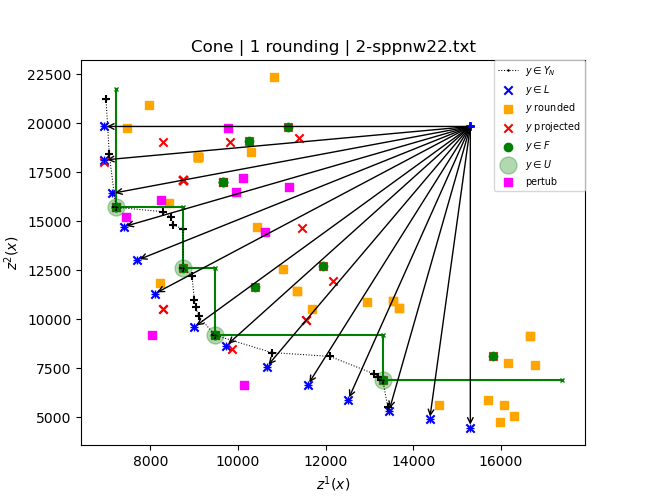 Cone | 1 rounding | 2-sppnw22.txt
22500
20000
17500
15000
12500
10000
7500
5000
z²(x)
8000 10000 12000 14000 16000
z¹(x)
y ∈ Y_N
y ∈ L
y rounded
y projected
y ∈ F
y ∈ U
pertub